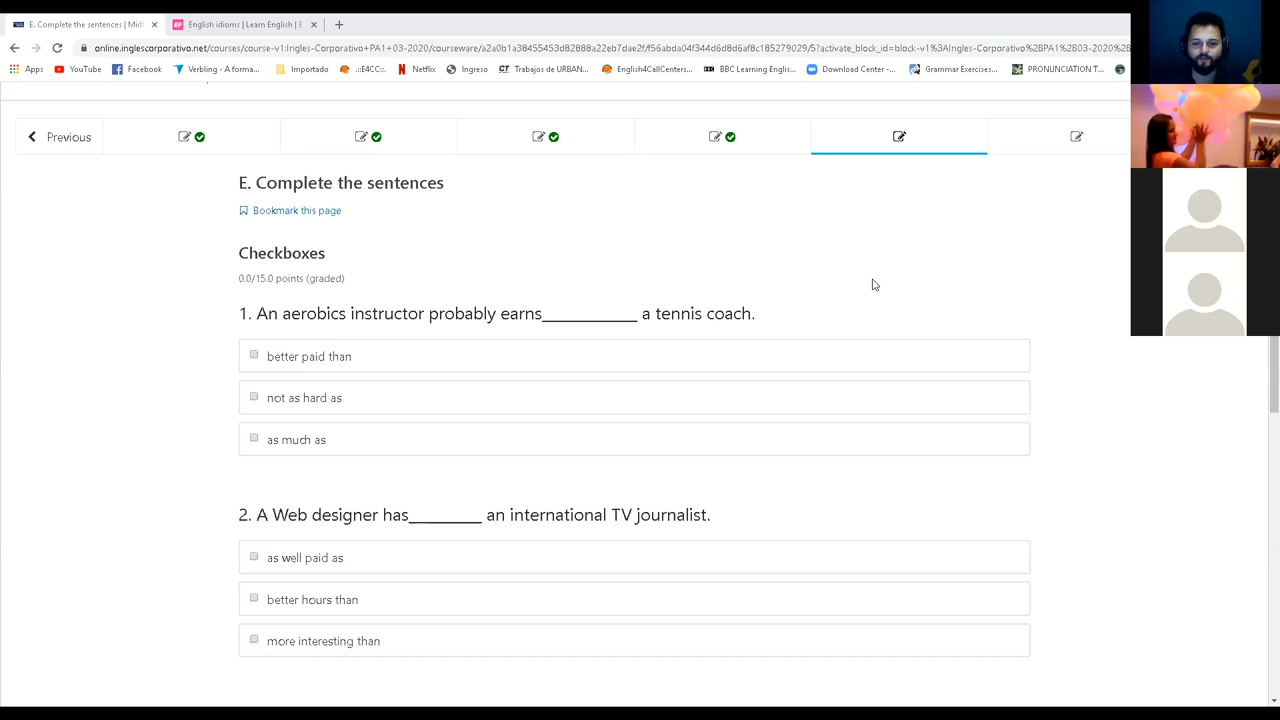 E. Complete the sentences | Midt
English idioms | Learn English | E
online.inglescorporativo.net/courses/course-v1:Ingles-Corporativo+PA1+03-2020/courseware/a2a0b1a38455453d82888a22eb7dae2f/f56abda04f344d6d8d6af8c185279029/5?activate_block_id=block-v1%3AIngles-Corporativo%2BPA1%2B03-2020%2B
Apps YouTube Facebook Verbling - A forma... Importado .::E4CC::. Netflix Ingreso Trabajos de URBAN... English4CallCenters... BBC Learning Englis... Download Center -... Grammar Exercises... PRONUNCIATION T...
Previous
E. Complete the sentences
Bookmark this page
Checkboxes
0.0/15.0 points (graded)
1. An aerobics instructor probably earns___________ a tennis coach.
better paid than
not as hard as
as much as
2. A Web designer has________ an international TV journalist.
as well paid as
better hours than
more interesting than